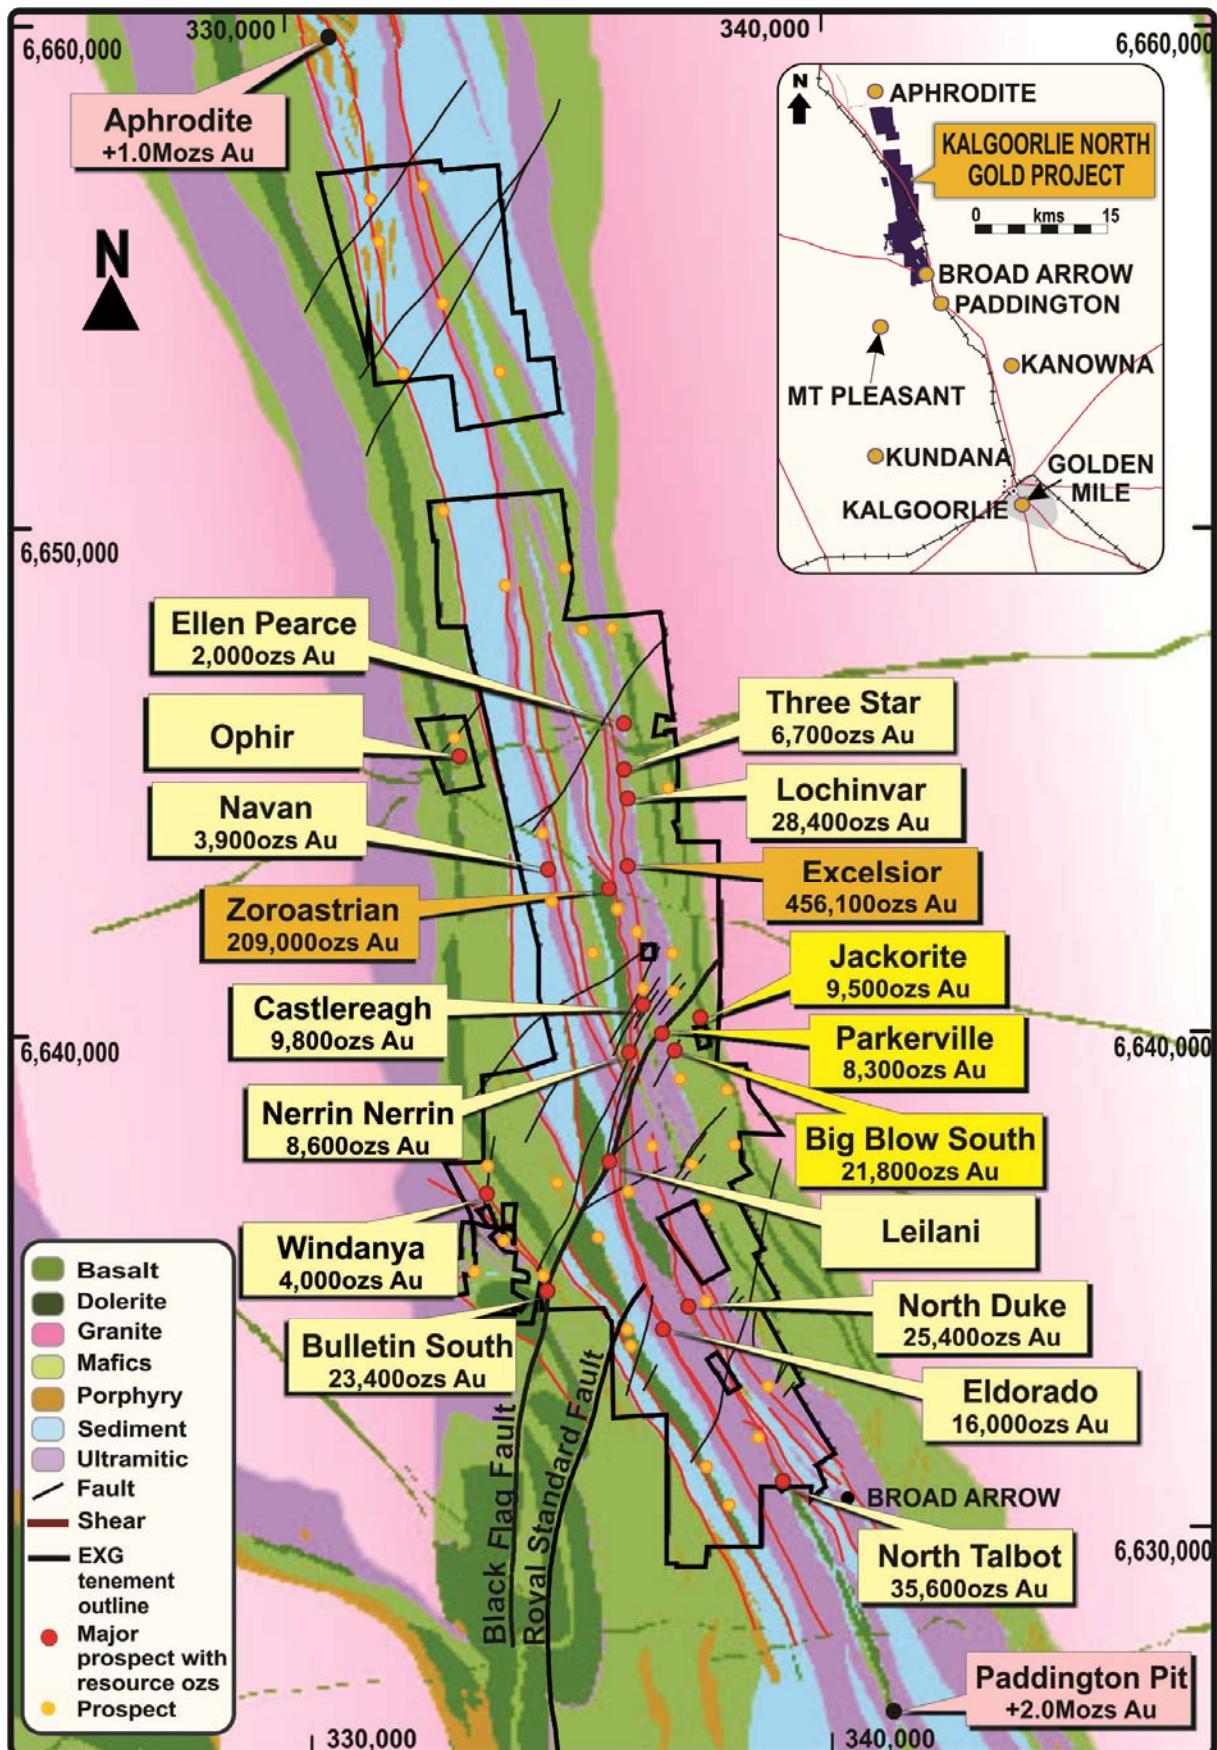 330,000
340,000
6,660,000
6,660,000
Aphrodite
+1.0Mozs Au
N
N
APHRODITE
KALGOORLIE NORTH
GOLD PROJECT
0 kms 15
BROAD ARROW
PADDINGTON
KANOWNA
MT PLEASANT
KUNDANA
GOLDEN
MILE
KALGOORLIE
6,650,000
Ellen Pearce
2,000ozs Au
Three Star
6,700ozs Au
Ophir
Lochinvar
28,400ozs Au
Navan
3,900ozs Au
Excelsior
456,100ozs Au
Zoroastrian
209,000ozs Au
Jackorite
9,500ozs Au
Castlereagh
9,800ozs Au
Parkerville
8,300ozs Au
6,640,000
6,640,000
Nerrin Nerrin
8,600ozs Au
Big Blow South
21,800ozs Au
Leilani
Windanya
4,000ozs Au
North Duke
25,400ozs Au
Bulletin South
23,400ozs Au
Eldorado
16,000ozs Au
Black Flag Fault
Royal Standard Fault
BROAD ARROW
North Talbot
35,600ozs Au
6,630,000
Paddington Pit
+2.0Mozs Au
Basalt
Dolerite
Granite
Mafics
Porphyry
Sediment
Ultramitic
Fault
Shear
EXG
tenement
outline
Major
prospect with
resource ozs
Prospect
330,000
340,000